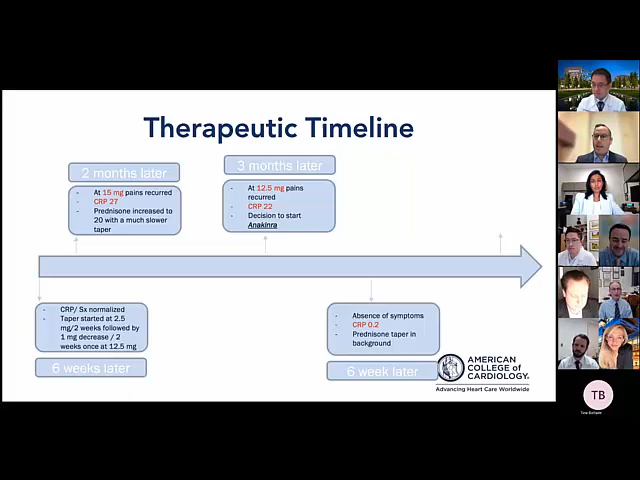 Therapeutic Timeline
2 months later
- At 15 mg pains recurred
- CRP 27
- Prednisone increased to
20 with a much slower
taper
3 months later
- At 12.5 mg pains
recurred
- CRP 22
- Decision to start
Anakinra
- CRP/ Sx normalized
- Taper started at 2.5
mg/2 weeks followed by
1 mg decrease / 2
weeks once at 12.5 mg
6 weeks later
- Absence of symptoms
- CRP 0.2
- Prednisone taper in
background
6 week later
AMERICAN
COLLEGE of
CARDIOLOGY
Advancing Heart Care Worldwide
TB